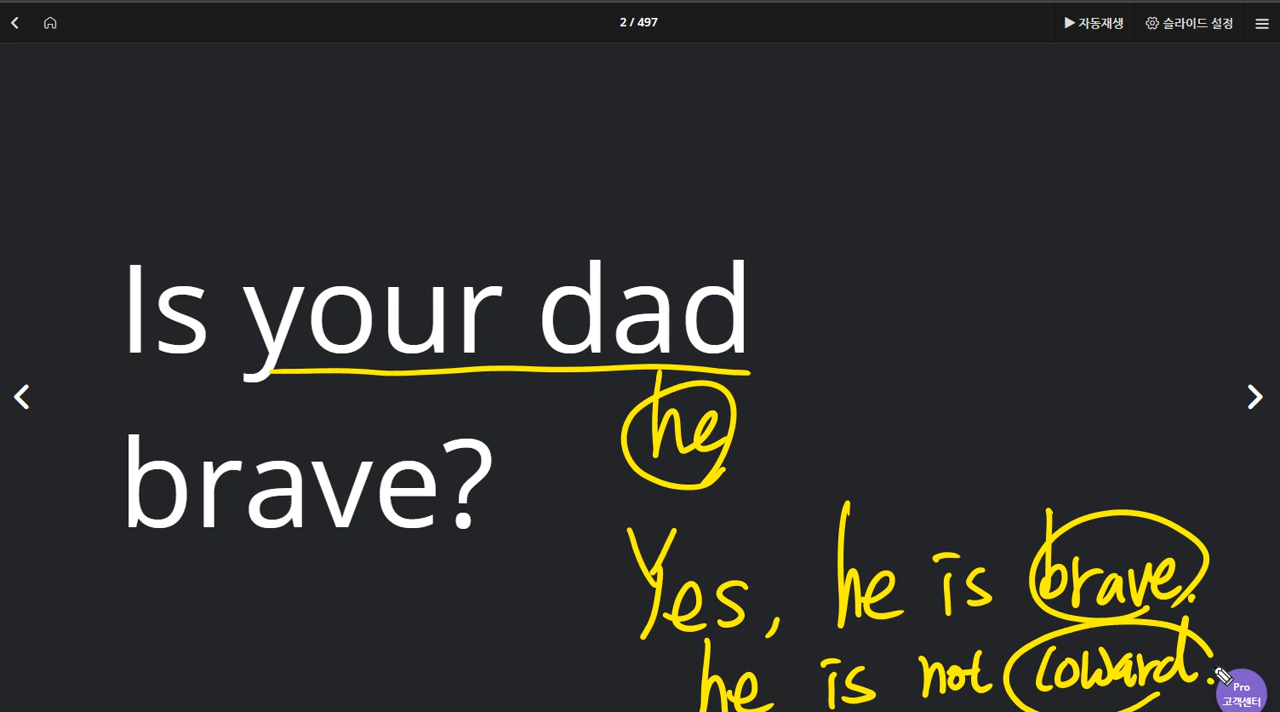 2 / 497
자동재생
슬라이드 설정
Is your dad
brave?
he
Yes, he is brave.
he is not coward.
Pro
고객센터